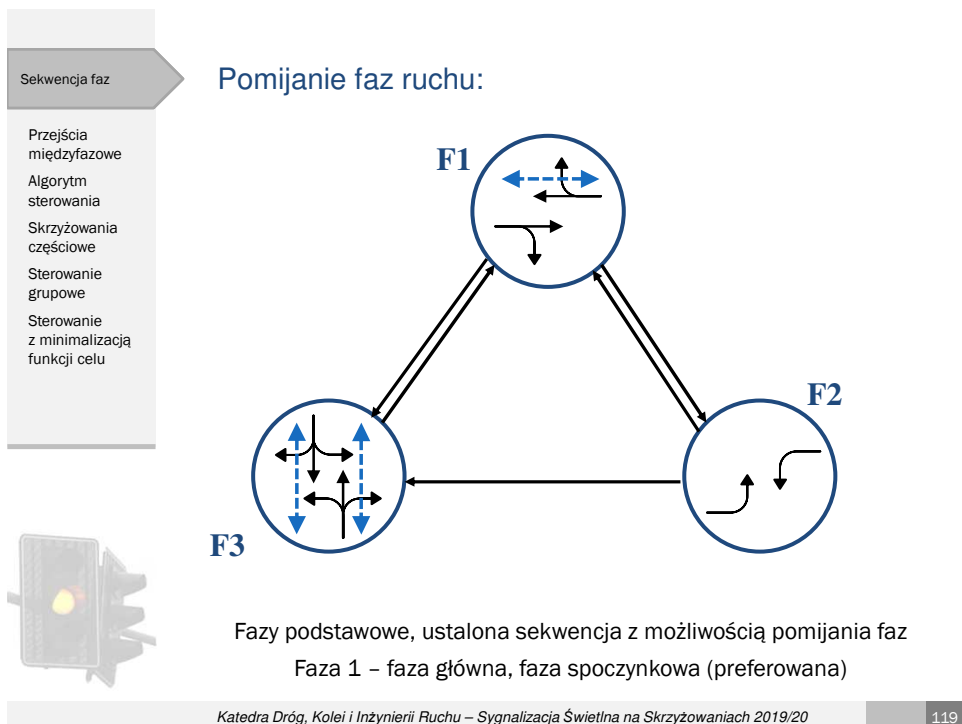 Sekwencja faz
Przejścia
międzyfazowe
Algorytm
sterowania
Skrzyżowania
częściowe
Sterowanie
grupowe
Sterowanie
z minimalizacją
funkcji celu
Pomijanie faz ruchu:
F1
F2
F3
Fazy podstawowe, ustalona sekwencja z możliwością pomijania faz
Faza 1 – faza główna, faza spoczynkowa (preferowana)
Katedra Dróg, Kolei i Inżynierii Ruchu – Sygnalizacja Świetlna na Skrzyżowaniach 2019/20
119